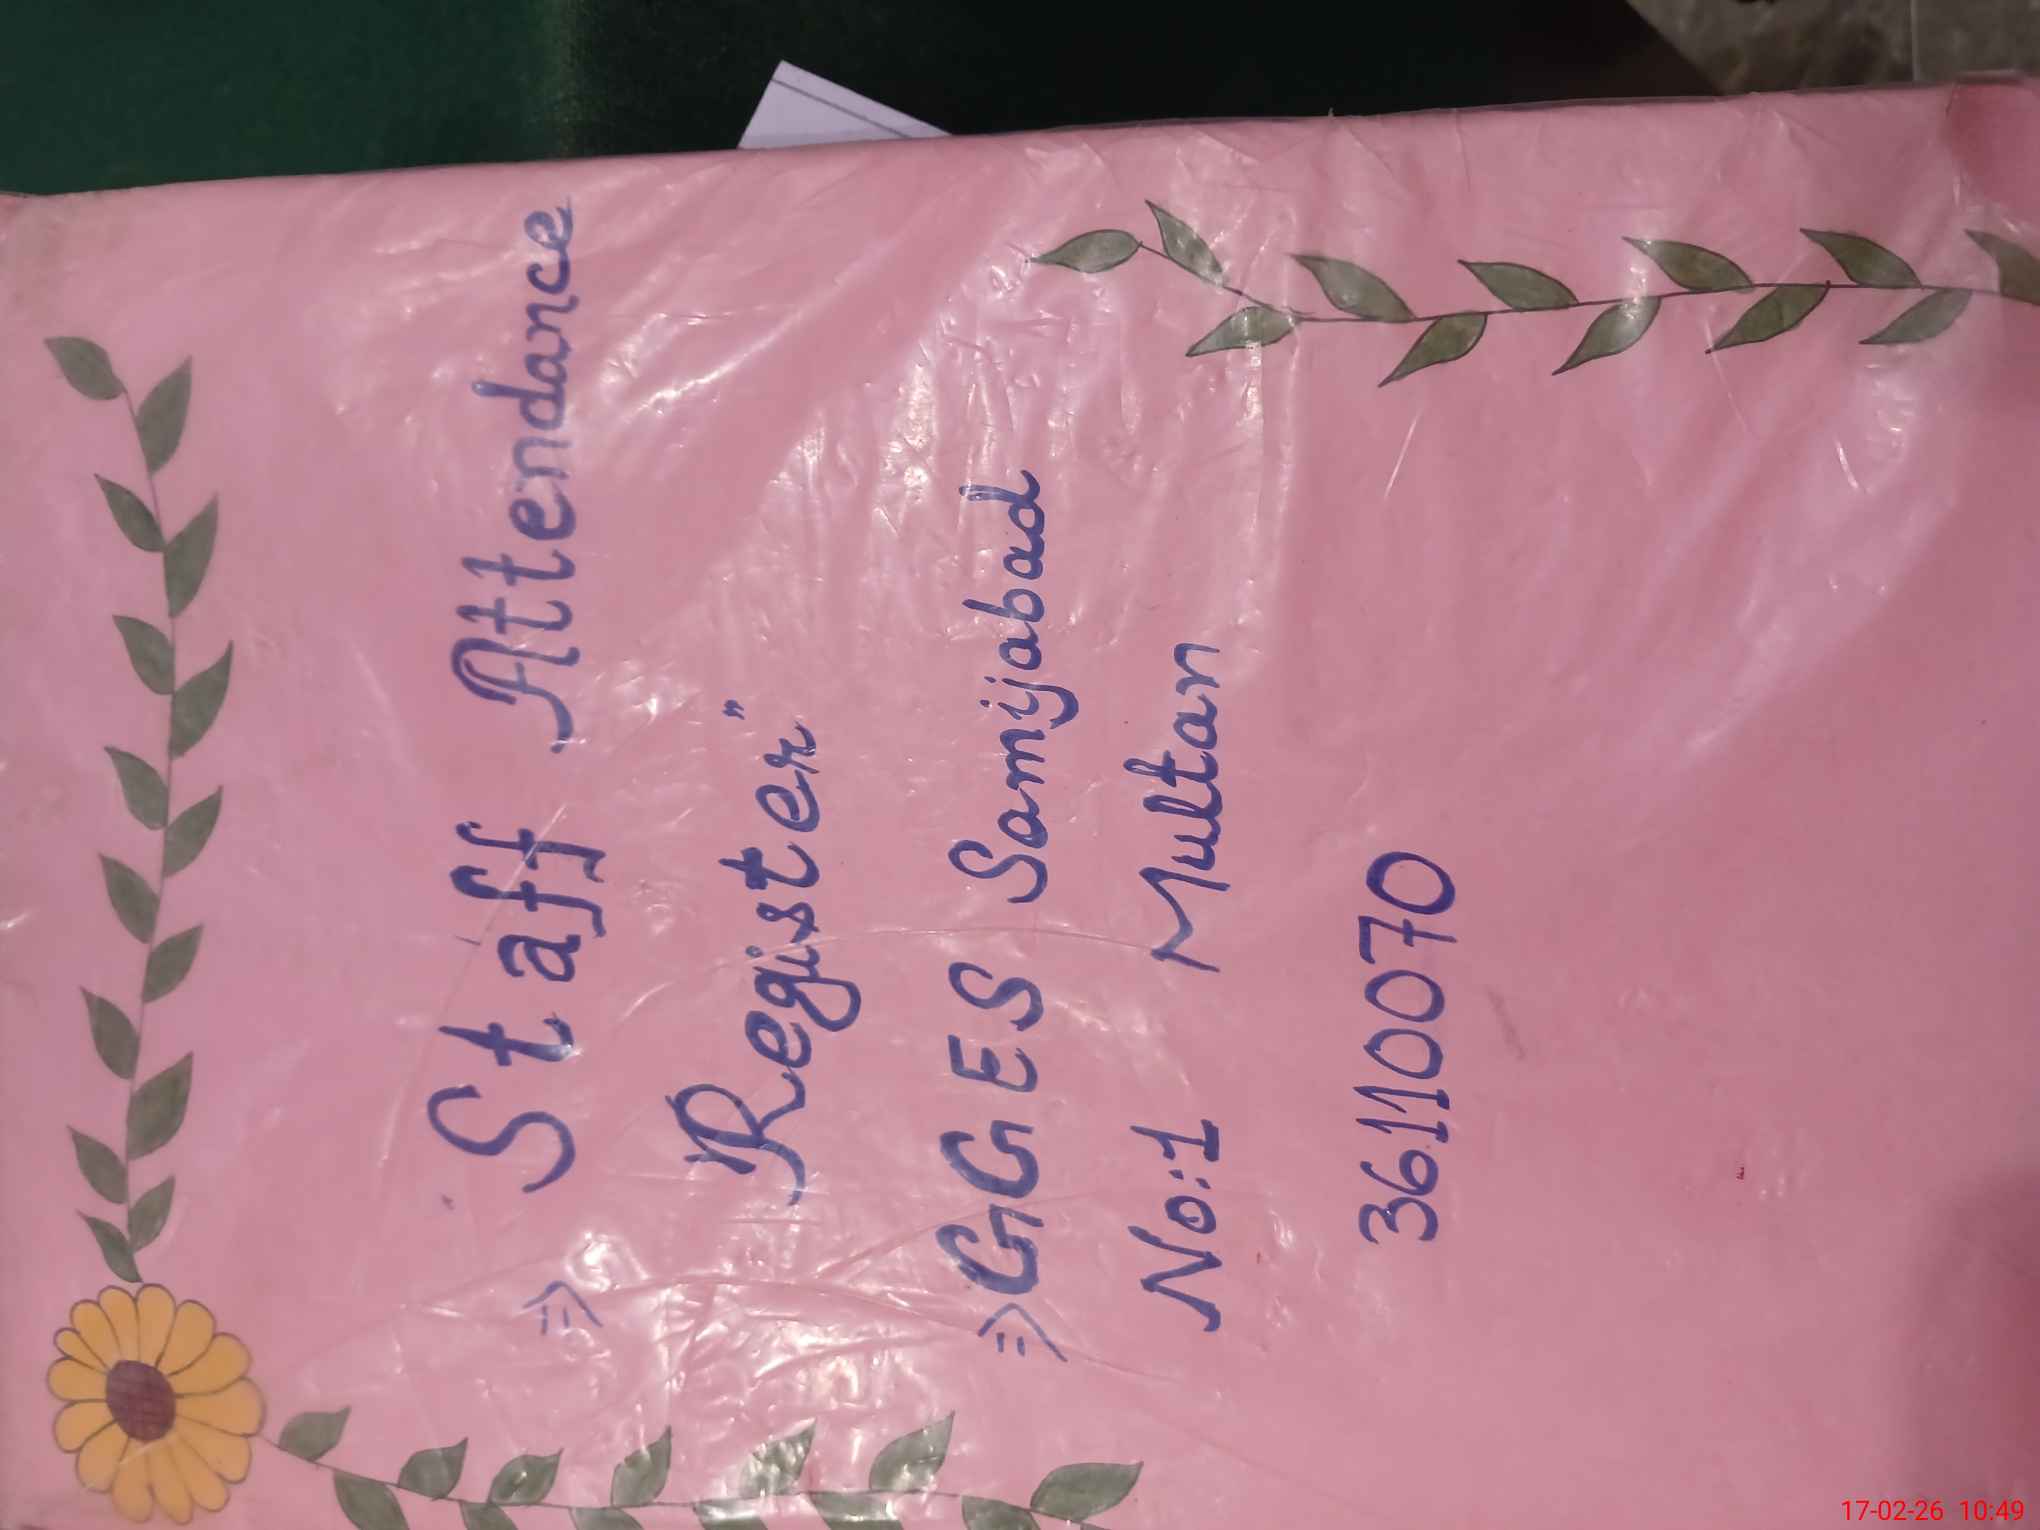 ⇒ Staff Attendance
"Register"
⇒ GGES Samijabad
No:1 Multan
36110070
17-02-26 10:49